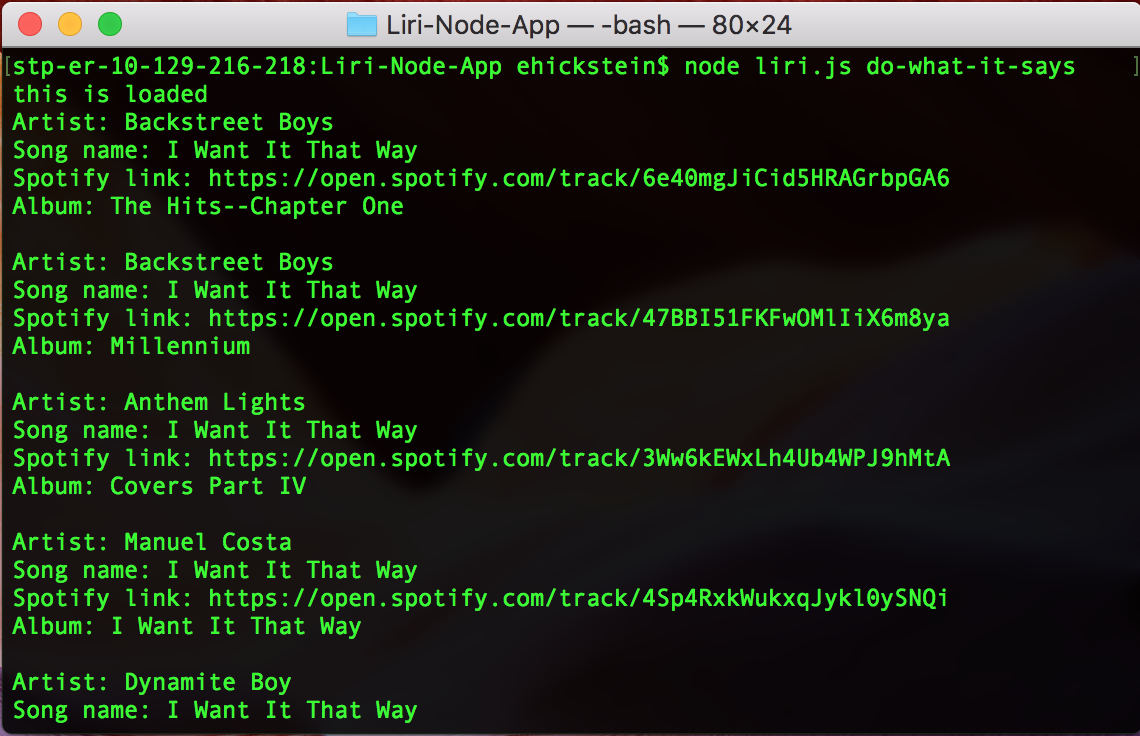 Liri-Node-App — -bash — 80×24
[stp-er-10-129-216-218:Liri-Node-App ehickstein$ node liri.js do-what-it-says ]
this is loaded
Artist: Backstreet Boys
Song name: I Want It That Way
Spotify link: https://open.spotify.com/track/6e40mgJiCid5HRAGrbpGA6
Album: The Hits--Chapter One
Artist: Backstreet Boys
Song name: I Want It That Way
Spotify link: https://open.spotify.com/track/47BBI51FKFwOMlIiX6m8ya
Album: Millennium
Artist: Anthem Lights
Song name: I Want It That Way
Spotify link: https://open.spotify.com/track/3Ww6kEWxLh4Ub4WPJ9hMtA
Album: Covers Part IV
Artist: Manuel Costa
Song name: I Want It That Way
Spotify link: https://open.spotify.com/track/4Sp4RxkWukxqJykl0ySNQi
Album: I Want It That Way
Artist: Dynamite Boy
Song name: I Want It That Way